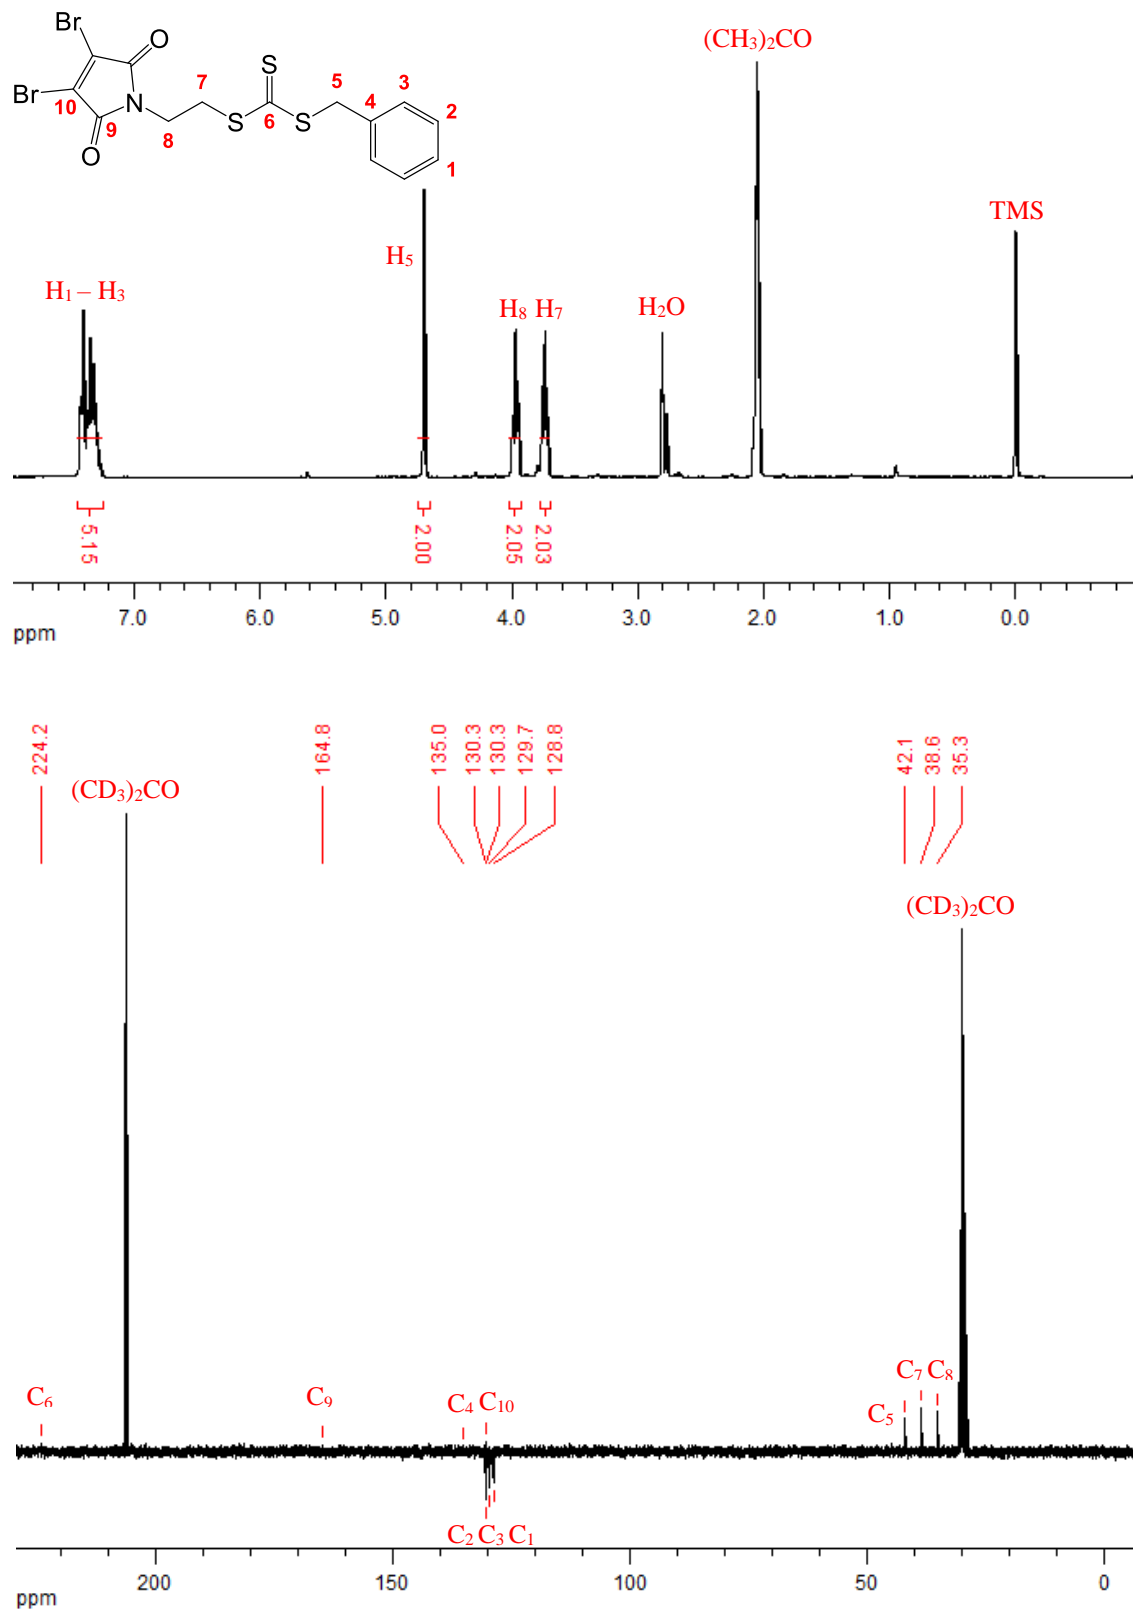 Br
O
S
7
5
3
Br
10
N
4
2
9
S
6
S
8
1
O
(CH₃)₂CO
TMS
H₅
H₁ – H₃
H₈ H₇
H₂O
5.15
2.00
2.05
2.03
7.0 6.0 5.0 4.0 3.0 2.0 1.0 0.0
ppm
224.2
164.8
135.0
130.3
130.3
129.7
128.8
42.1
38.6
35.3
(CD₃)₂CO
(CD₃)₂CO
C₆
C₉
C₄ C₁₀
C₅
C₇ C₈
C₂ C₃ C₁
200 150 100 50 0
ppm